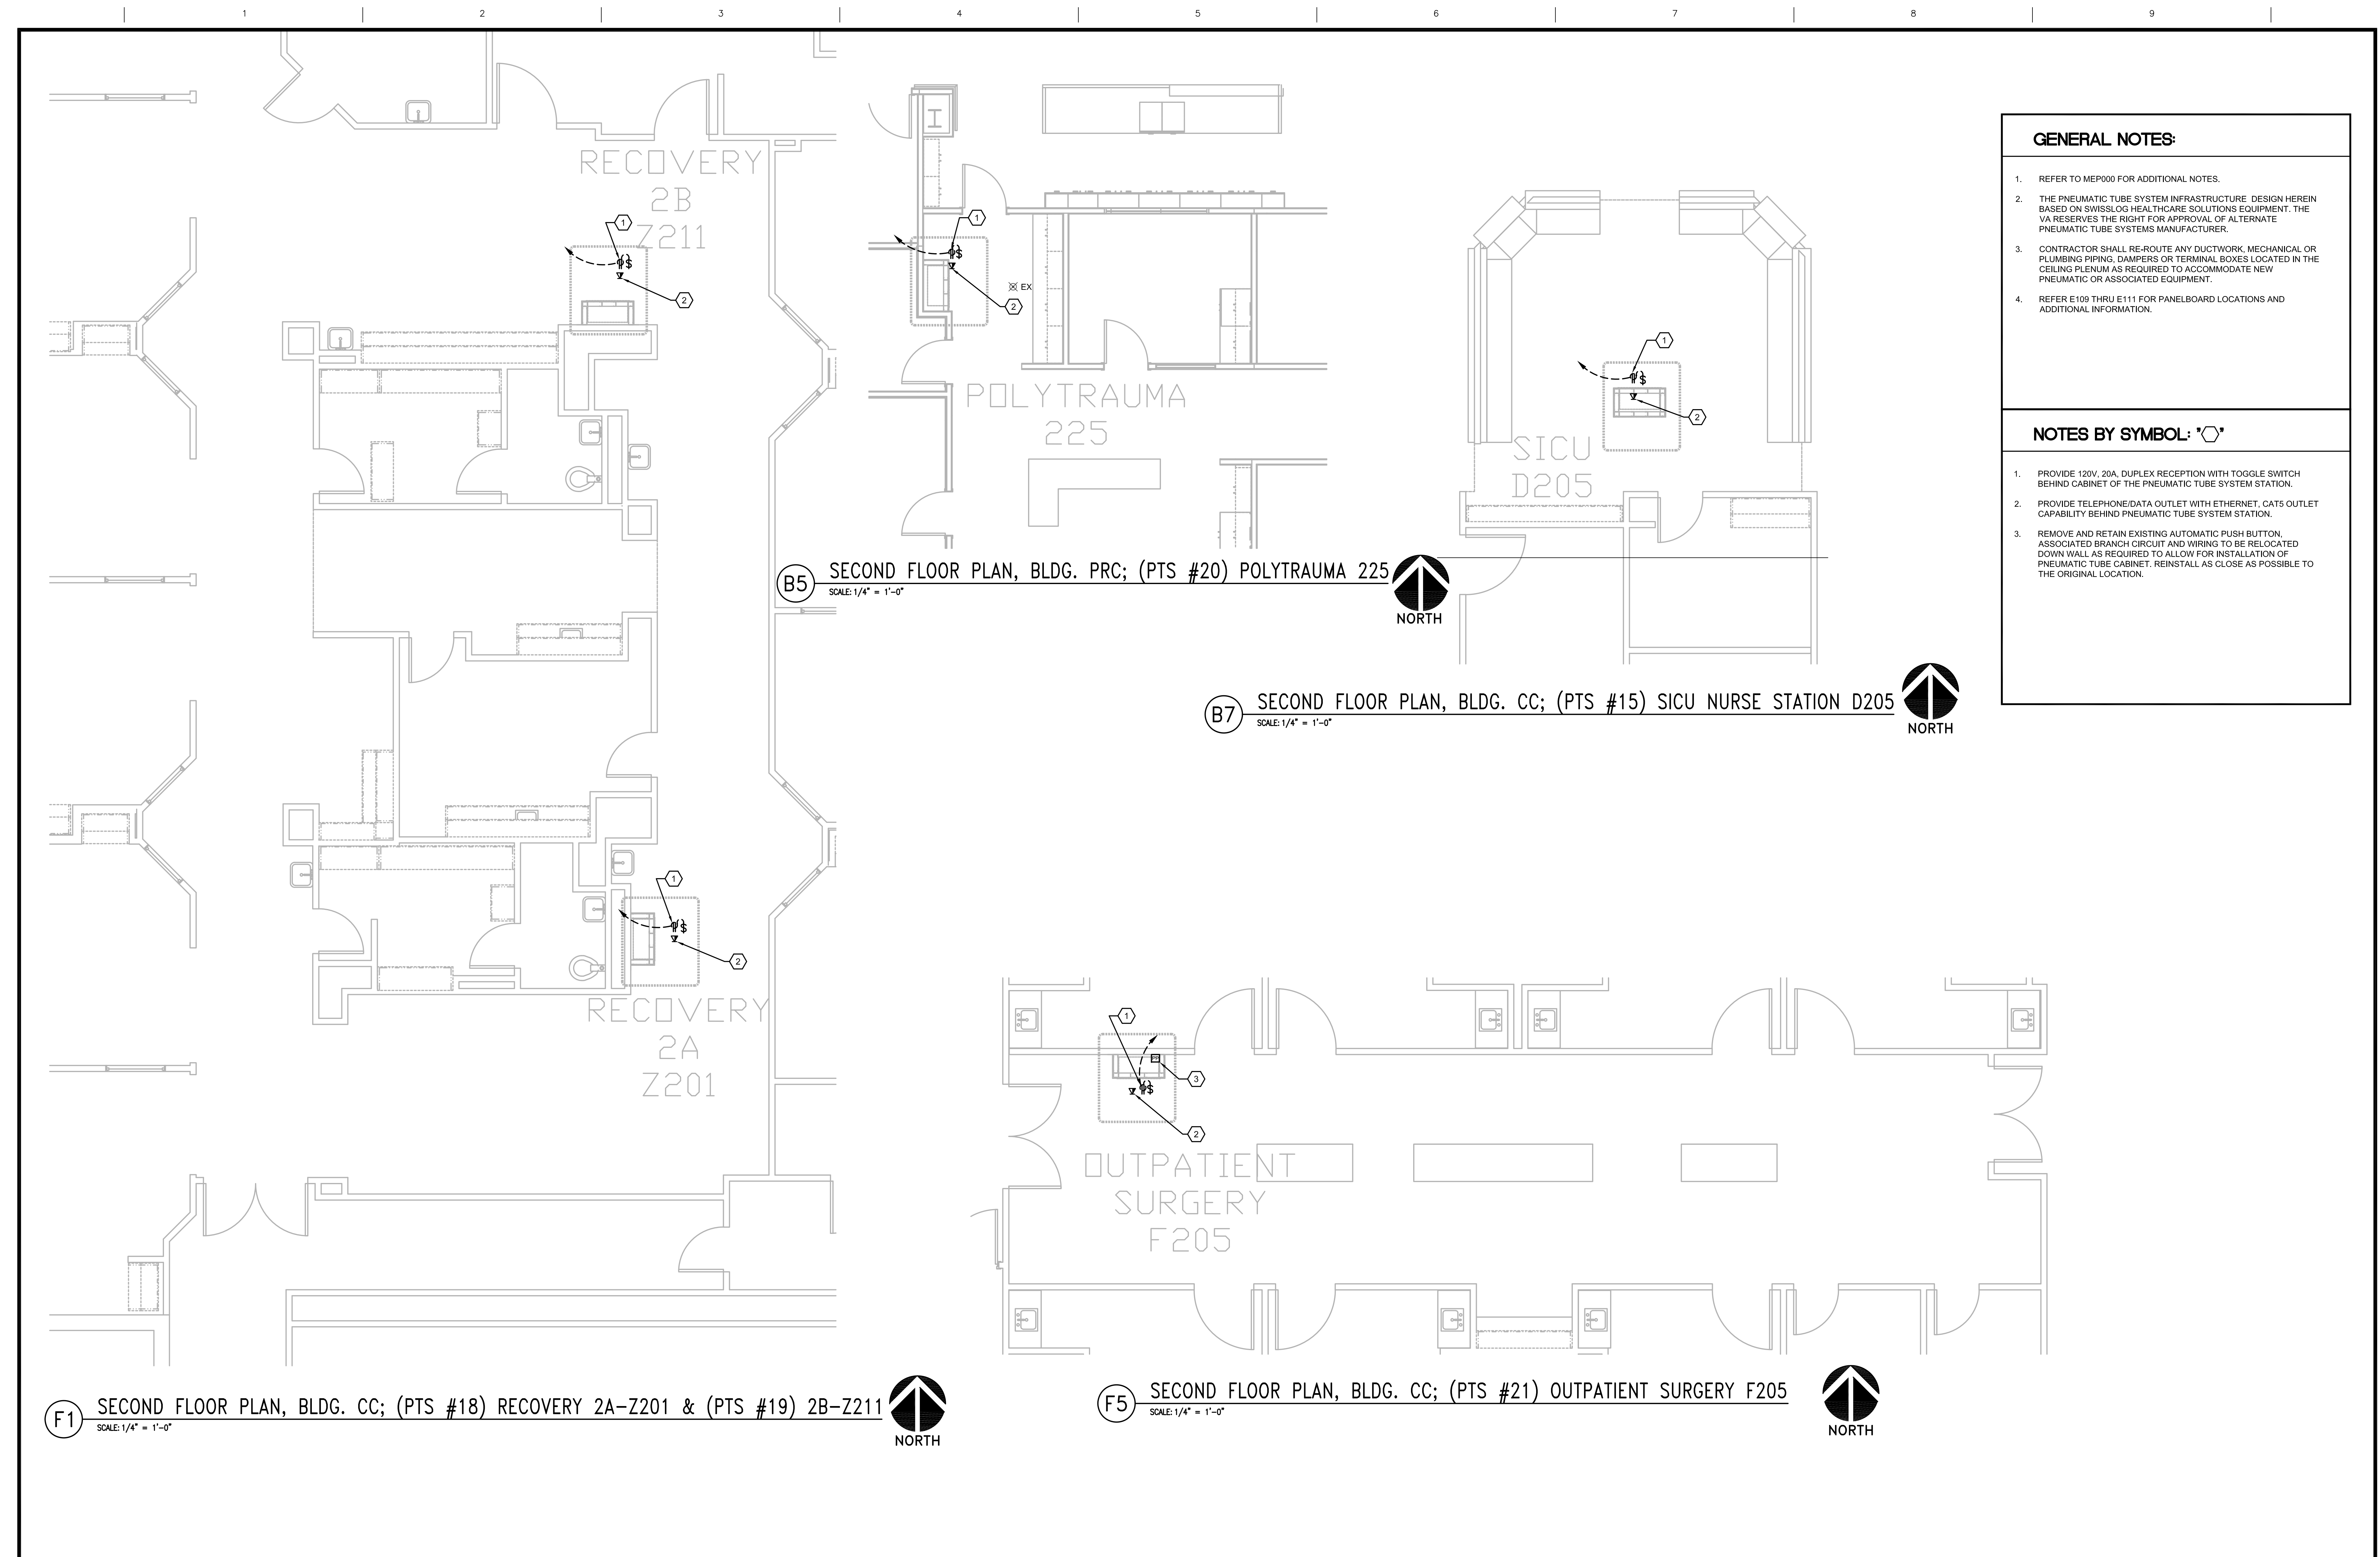 1 2 3 4 5 6 7 8 9
RECOVERY
2B
Z211
1
$
2
RECOVERY
2A
Z201
1
$
2
F1
SECOND FLOOR PLAN, BLDG. CC; (PTS #18) RECOVERY 2A-Z201 & (PTS #19) 2B-Z211
SCALE: 1/4" = 1'-0"
NORTH
1
$
EX
2
POLYTRAUMA
225
B5
SECOND FLOOR PLAN, BLDG. PRC; (PTS #20) POLYTRAUMA 225
SCALE: 1/4" = 1'-0"
NORTH
1
$
2
SICU
D205
B7
SECOND FLOOR PLAN, BLDG. CC; (PTS #15) SICU NURSE STATION D205
SCALE: 1/4" = 1'-0"
NORTH
1
3
$
2
OUTPATIENT
SURGERY
F205
F5
SECOND FLOOR PLAN, BLDG. CC; (PTS #21) OUTPATIENT SURGERY F205
SCALE: 1/4" = 1'-0"
NORTH
GENERAL NOTES:
1. REFER TO MEP000 FOR ADDITIONAL NOTES.
2. THE PNEUMATIC TUBE SYSTEM INFRASTRUCTURE DESIGN HEREIN
BASED ON SWISSLOG HEALTHCARE SOLUTIONS EQUIPMENT. THE
VA RESERVES THE RIGHT FOR APPROVAL OF ALTERNATE
PNEUMATIC TUBE SYSTEMS MANUFACTURER.
3. CONTRACTOR SHALL RE-ROUTE ANY DUCTWORK, MECHANICAL OR
PLUMBING PIPING, DAMPERS OR TERMINAL BOXES LOCATED IN THE
CEILING PLENUM AS REQUIRED TO ACCOMMODATE NEW
PNEUMATIC OR ASSOCIATED EQUIPMENT.
4. REFER E109 THRU E111 FOR PANELBOARD LOCATIONS AND
ADDITIONAL INFORMATION.
NOTES BY SYMBOL: "⬡"
1. PROVIDE 120V, 20A, DUPLEX RECEPTION WITH TOGGLE SWITCH
BEHIND CABINET OF THE PNEUMATIC TUBE SYSTEM STATION.
2. PROVIDE TELEPHONE/DATA OUTLET WITH ETHERNET, CAT5 OUTLET
CAPABILITY BEHIND PNEUMATIC TUBE SYSTEM STATION.
3. REMOVE AND RETAIN EXISTING AUTOMATIC PUSH BUTTON,
ASSOCIATED BRANCH CIRCUIT AND WIRING TO BE RELOCATED
DOWN WALL AS REQUIRED TO ALLOW FOR INSTALLATION OF
PNEUMATIC TUBE CABINET. REINSTALL AS CLOSE AS POSSIBLE TO
THE ORIGINAL LOCATION.